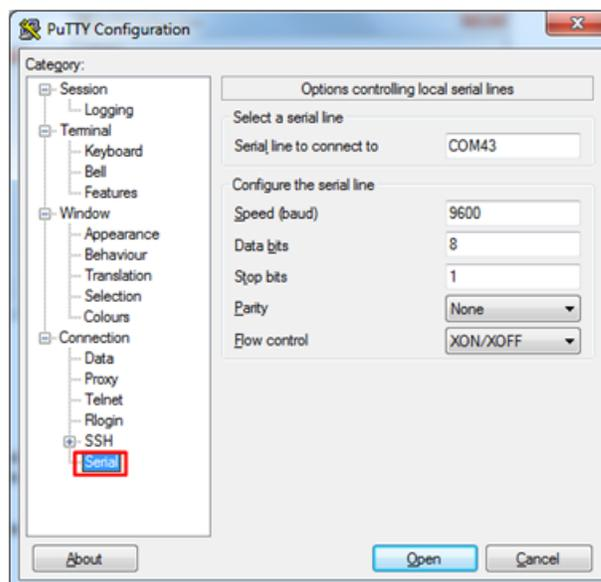 PuTTY Configuration
Category:
Session
Logging
Terminal
Keyboard
Bell
Features
Window
Appearance
Behaviour
Translation
Selection
Colours
Connection
Data
Proxy
Telnet
Rlogin
SSH
Serial
Options controlling local serial lines
Select a serial line
Serial line to connect to COM43
Configure the serial line
Speed (baud) 9600
Data bits 8
Stop bits 1
Parity None
Flow control XON/XOFF
About Open Cancel